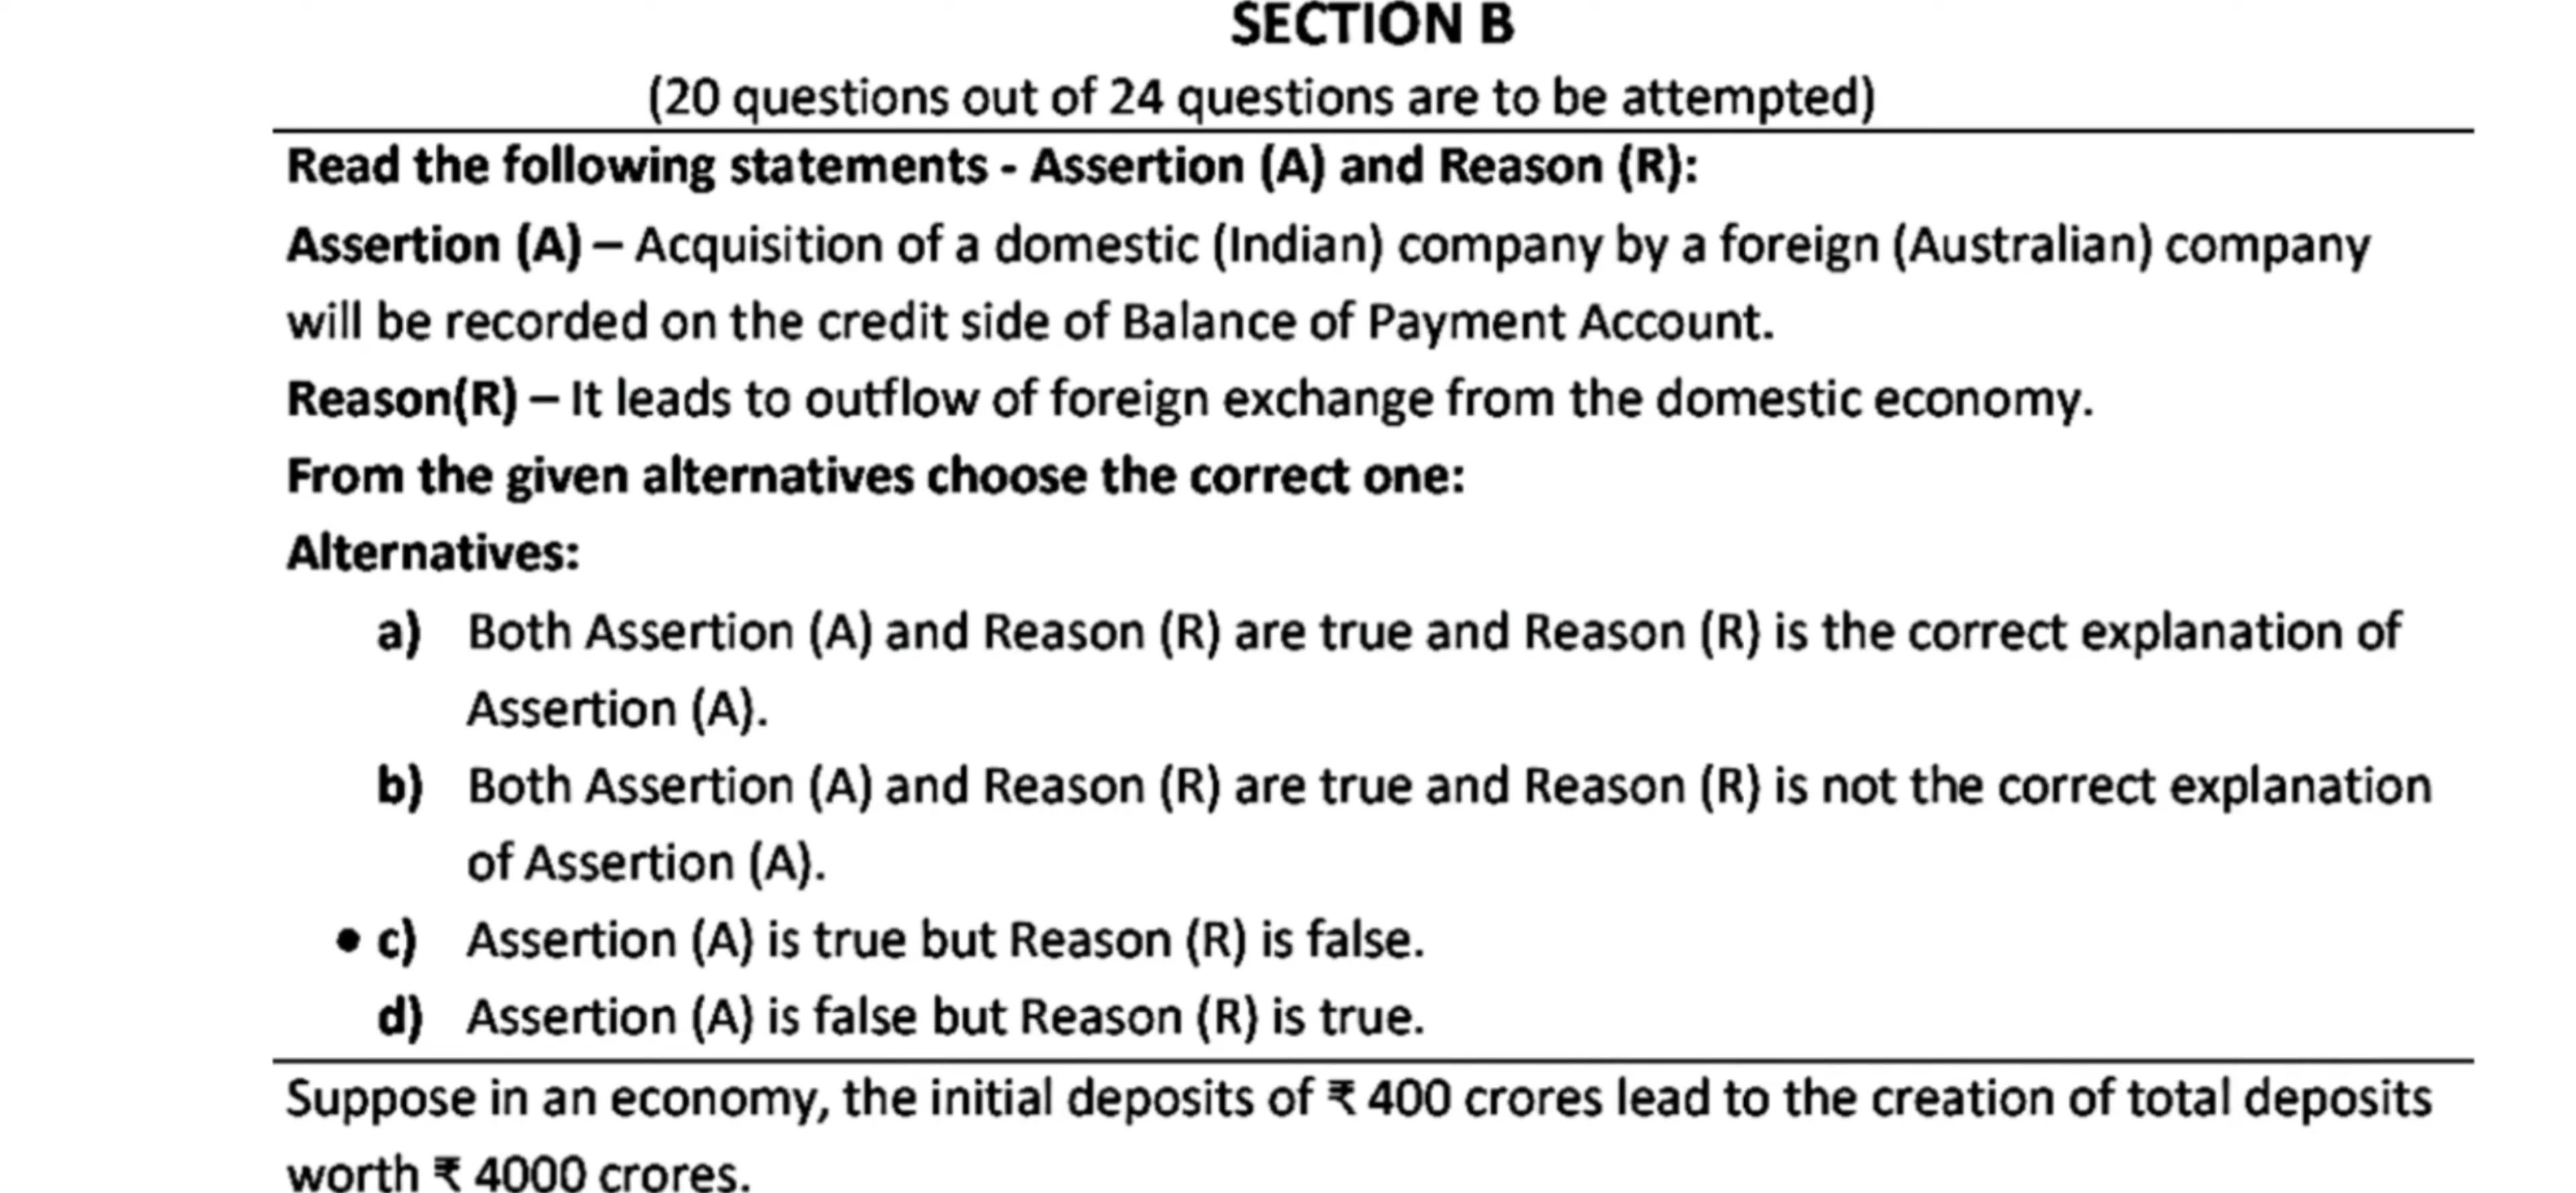 SECTION B
(20 questions out of 24 questions are to be attempted)
Read the following statements - Assertion (A) and Reason (R):
Assertion (A) – Acquisition of a domestic (Indian) company by a foreign (Australian) company
will be recorded on the credit side of Balance of Payment Account.
Reason(R) – It leads to outflow of foreign exchange from the domestic economy.
From the given alternatives choose the correct one:
Alternatives:
a) Both Assertion (A) and Reason (R) are true and Reason (R) is the correct explanation of
Assertion (A).
b) Both Assertion (A) and Reason (R) are true and Reason (R) is not the correct explanation
of Assertion (A).
• c) Assertion (A) is true but Reason (R) is false.
d) Assertion (A) is false but Reason (R) is true.
Suppose in an economy, the initial deposits of ₹ 400 crores lead to the creation of total deposits
worth ₹ 4000 crores.